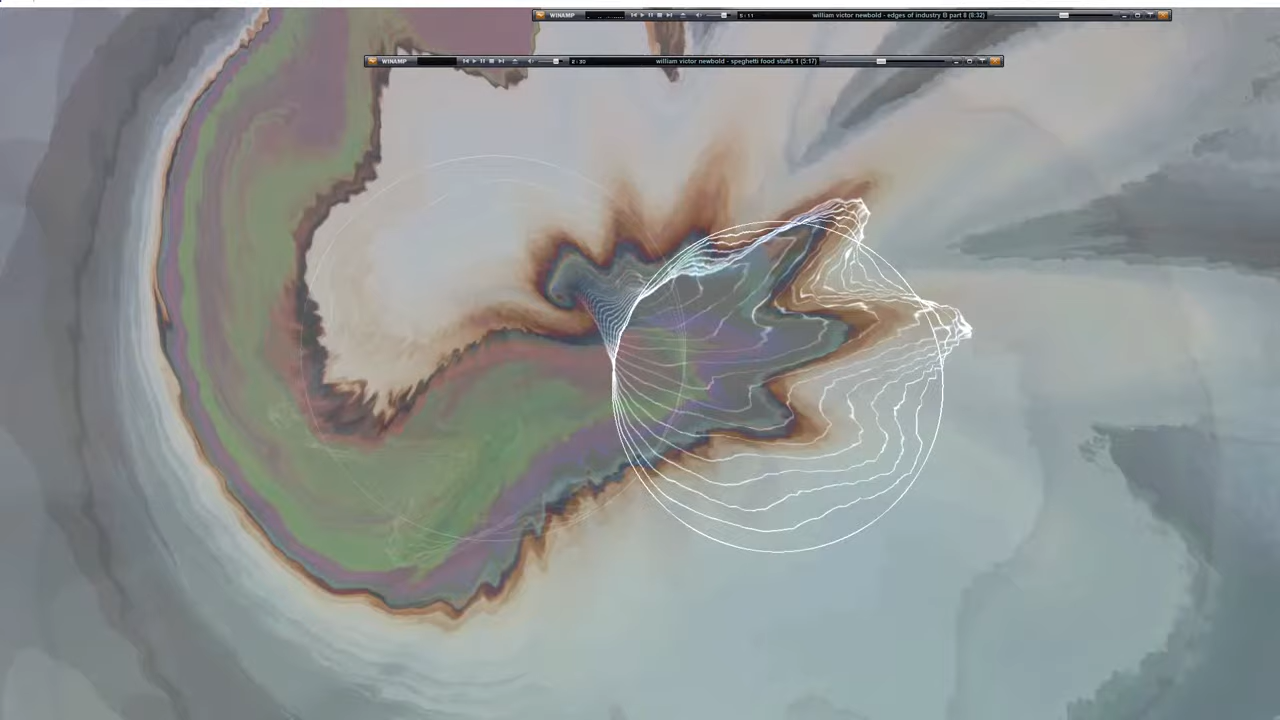 WINAMP 5/11 william victor newbold - edges of industry B part 8 (8:32)
WINAMP 2:30 william victor newbold - speghetti food stuffs 1 (5:17)